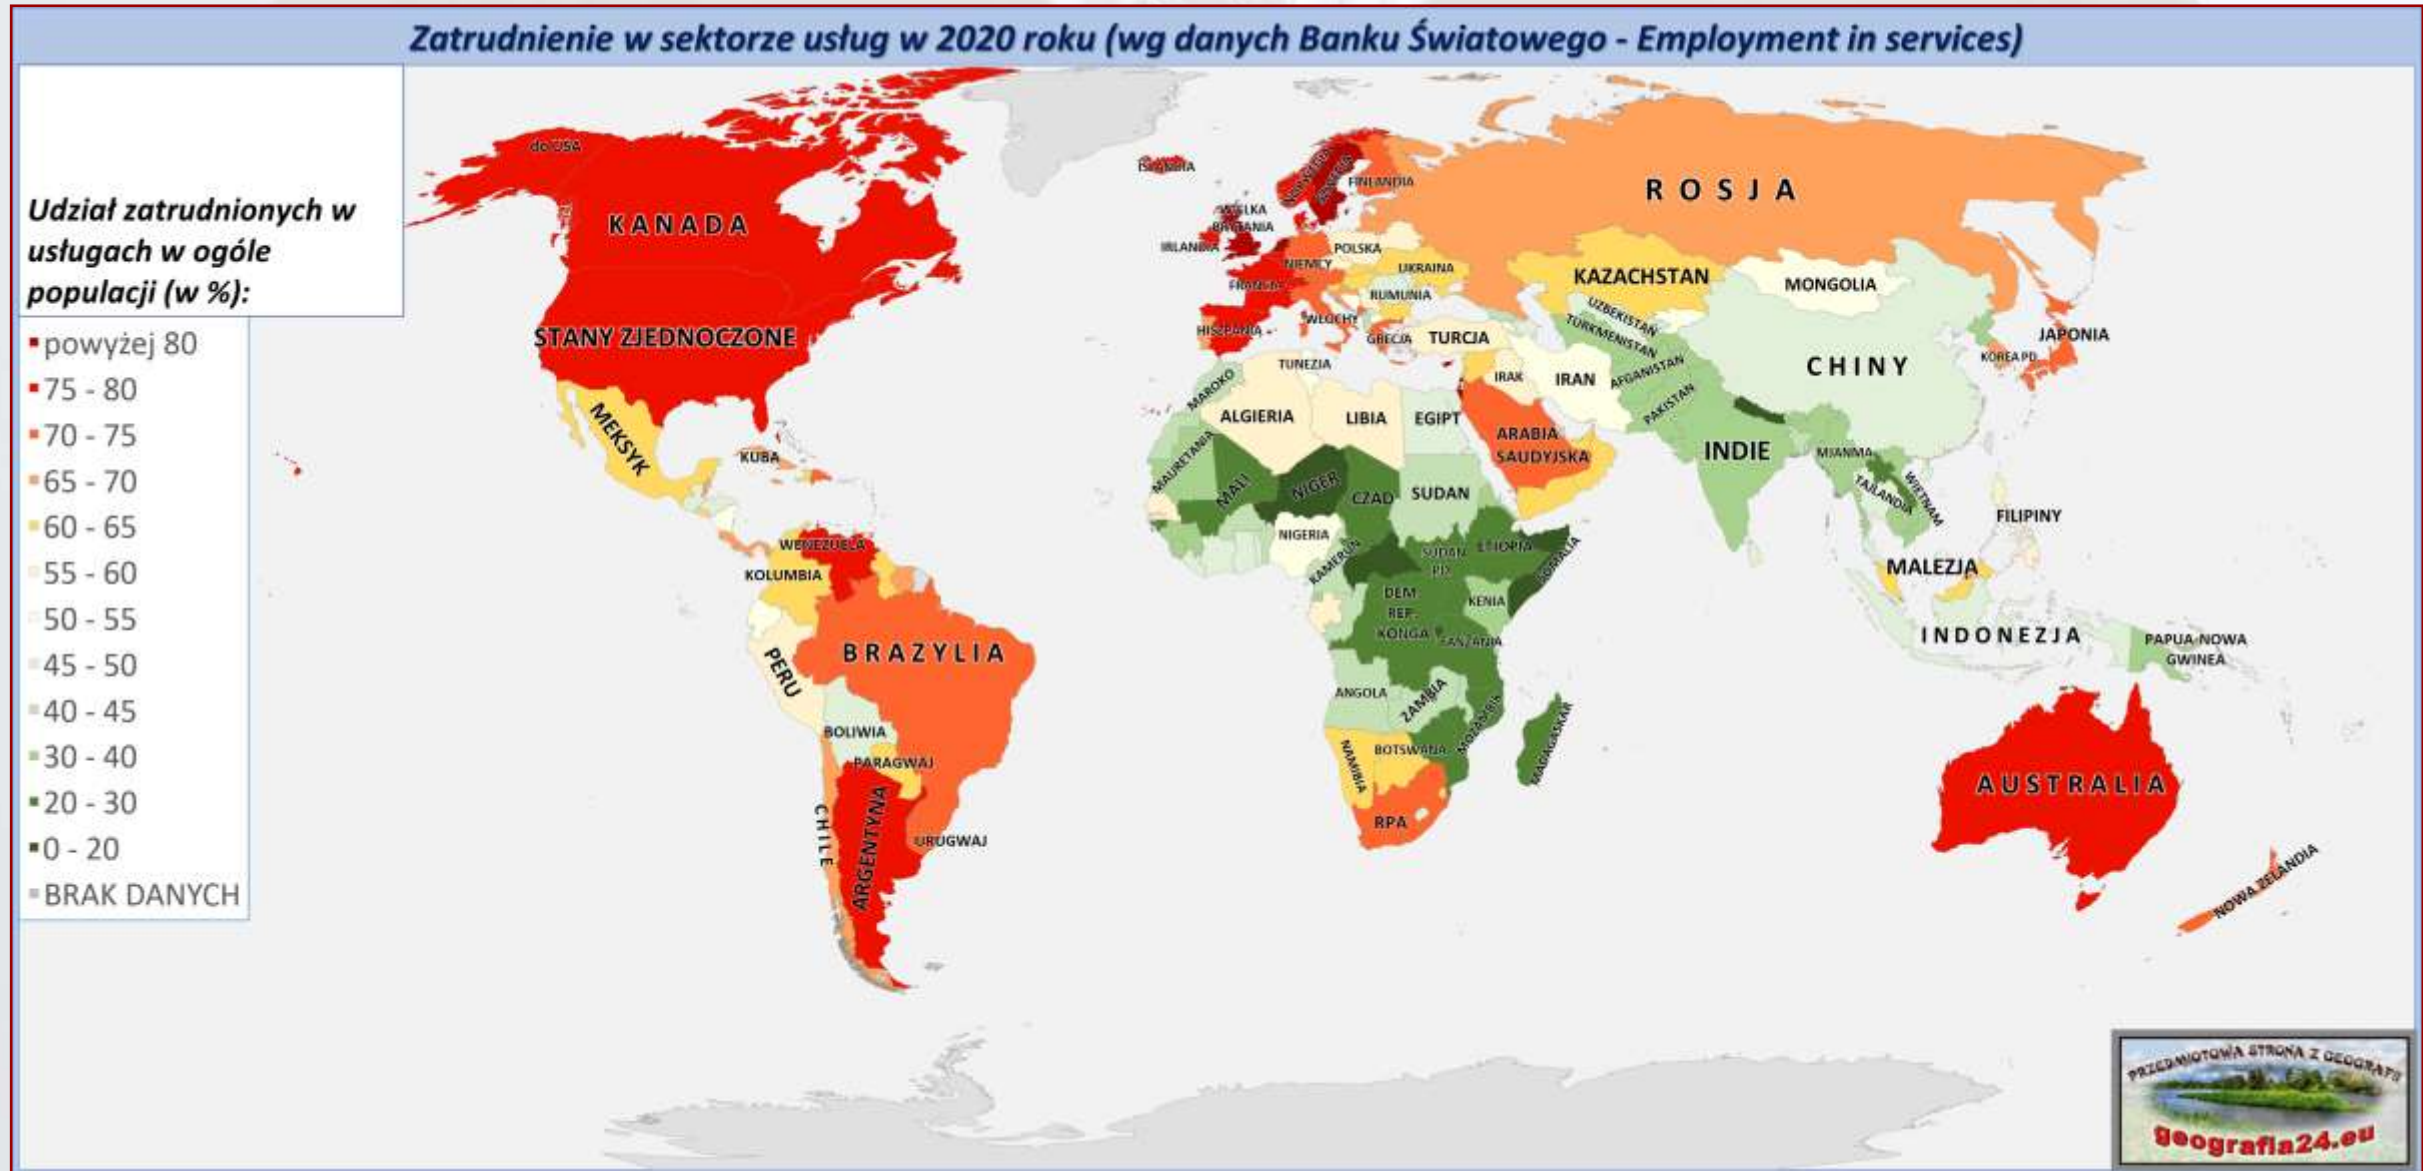 Zatrudnienie w sektorze usług w 2020 roku (wg danych Banku Światowego - Employment in services)
Udział zatrudnionych w
usługach w ogóle
populacji (w %):
powyżej 80
75 - 80
70 - 75
65 - 70
60 - 65
55 - 60
50 - 55
45 - 50
40 - 45
30 - 40
20 - 30
0 - 20
BRAK DANYCH
do USA
KANADA
STANY ZJEDNOCZONE
MEKSYK
KUBA
WENEZUELA
KOLUMBIA
BRAZYLIA
PERU
BOLIWIA
PARAGWAJ
CHILE
ARGENTYNA
URUGWAJ
ISLANDIA
NORWEGIA
SZWECJA
FINLANDIA
WIELKA
BRYTANIA
IRLANDIA
POLSKA
NIEMCY
UKRAINA
FRANCJA
RUMUNIA
HISZPANIA
WŁOCHY
GRECJA
TURCJA
ROSJA
KAZACHSTAN
MONGOLIA
UZBEKISTAN
TURKMENISTAN
AFGANISTAN
PAKISTAN
CHINY
KOREA PD.
JAPONIA
TUNEZJA
MAROKO
ALGIERIA
LIBIA
EGIPT
IRAK
IRAN
ARABIA
SAUDYJSKA
INDIE
MJANMA
TAJLANDIA
WIETNAM
FILIPINY
MALEZJA
INDONEZJA
PAPUA-NOWA
GWINEA
MAURETANIA
MALI
NIGER
CZAD
SUDAN
NIGERIA
KAMERUN
SUDAN
PD.
ETIOPIA
SOMALIA
DEM.
REP.
KONGA
KENIA
TANZANIA
ANGOLA
ZAMBIA
MOZAMBIK
MADAGASKAR
NAMIBIA
BOTSWANA
RPA
AUSTRALIA
NOWA ZELANDIA
PRZEDMIOTOWA STRONA Z GEOGRAFII
geografia24.eu